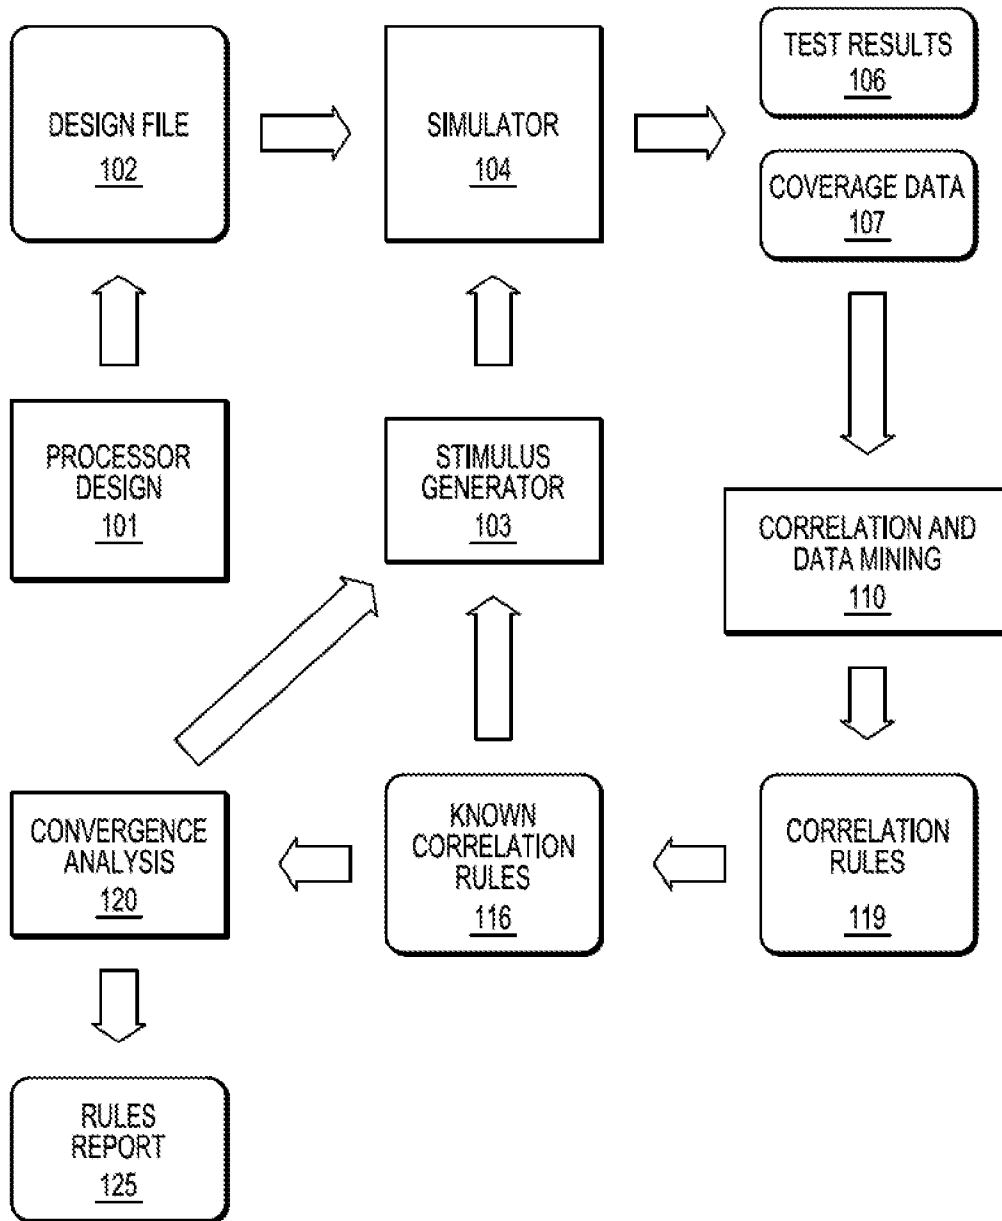 DESIGN FILE
102
SIMULATOR
104
TEST RESULTS
106
COVERAGE DATA
107
PROCESSOR
DESIGN
101
STIMULUS
GENERATOR
103
CORRELATION AND
DATA MINING
110
CONVERGENCE
ANALYSIS
120
KNOWN
CORRELATION
RULES
116
CORRELATION
RULES
119
RULES
REPORT
125